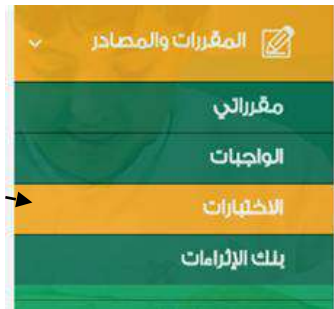 المقررات والمصادر
مقرراتي
الواجبات
الاختبارات
بنك الإثراءات